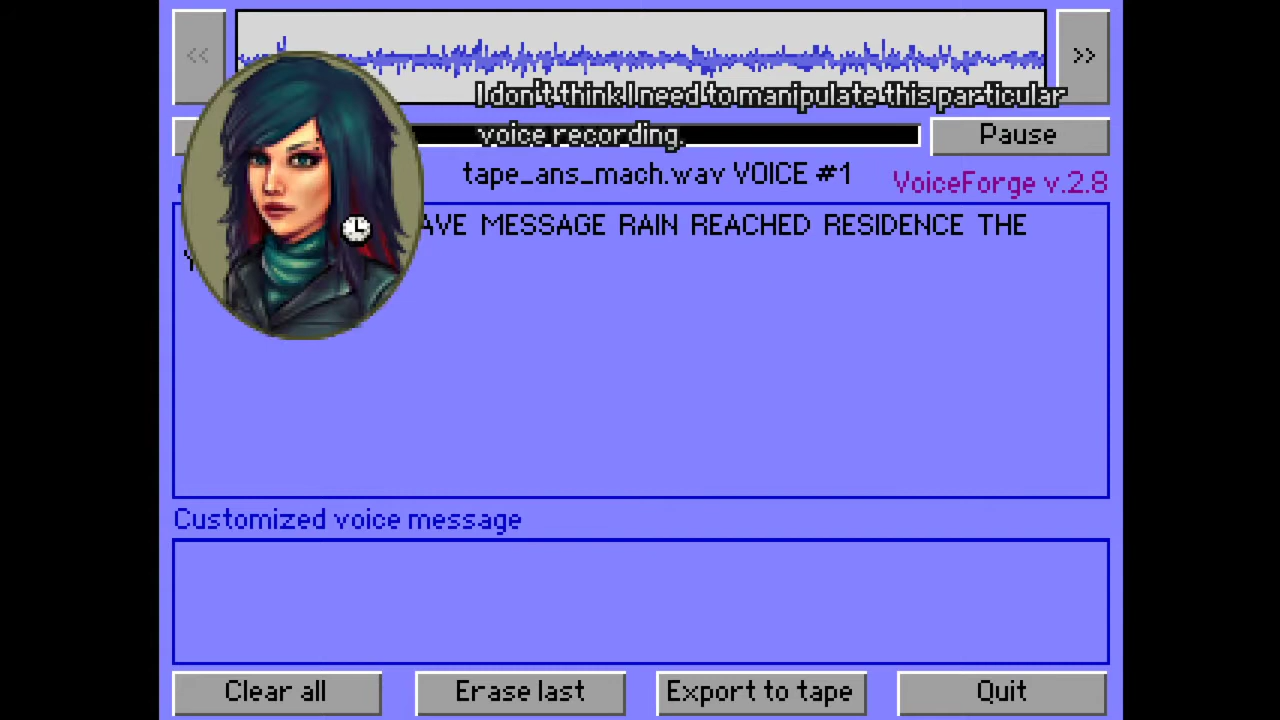 <<
>>
I don't think I need to manipulate this particular
voice recording.
Pause
tape_ans_mach.wav VOICE #1
VoiceForge v.2.8
MESSAGE RAIN REACHED RESIDENCE THE
Customized voice message
Clear all
Erase last
Export to tape
Quit